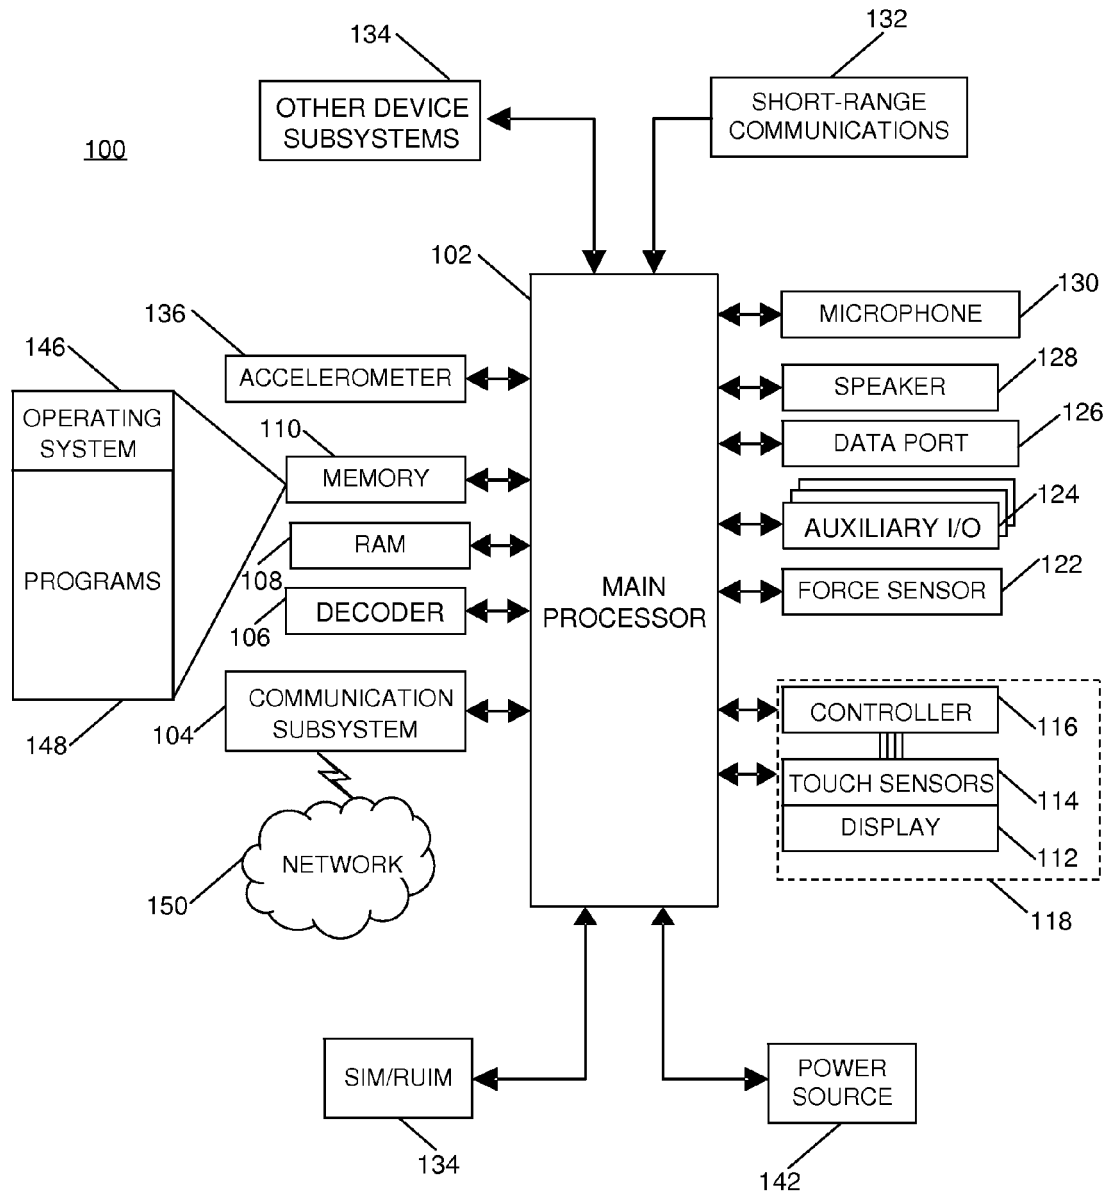 134
132
OTHER DEVICE
SUBSYSTEMS
SHORT-RANGE
COMMUNICATIONS
100
102
130
MICROPHONE
136
146
ACCELEROMETER
128
SPEAKER
OPERATING
SYSTEM
110
126
DATA PORT
MEMORY
124
AUXILIARY I/O
RAM
108
122
PROGRAMS
MAIN
PROCESSOR
FORCE SENSOR
DECODER
106
COMMUNICATION
SUBSYSTEM
104
148
CONTROLLER
116
TOUCH SENSORS
114
DISPLAY
112
NETWORK
150
118
SIM/RUIM
POWER
SOURCE
134
142